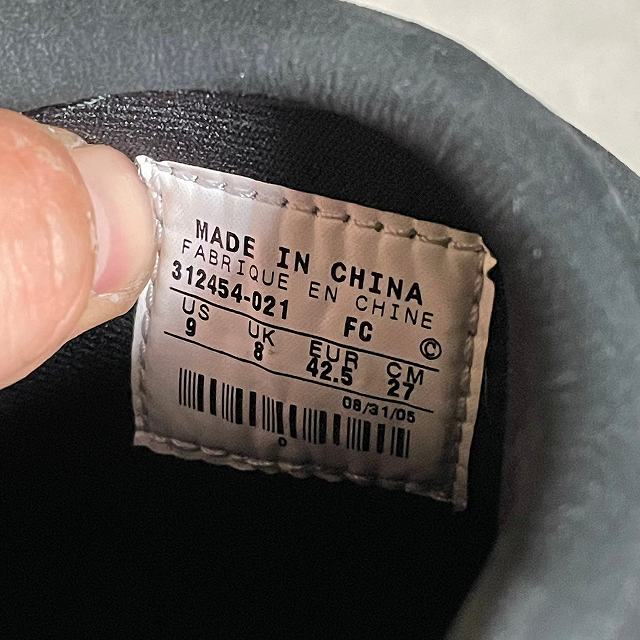 MADE IN CHINA
FABRIQUE EN CHINE
312454-021 FC
US UK EUR CM ©
9 8 42.5 27
08/31/05
0